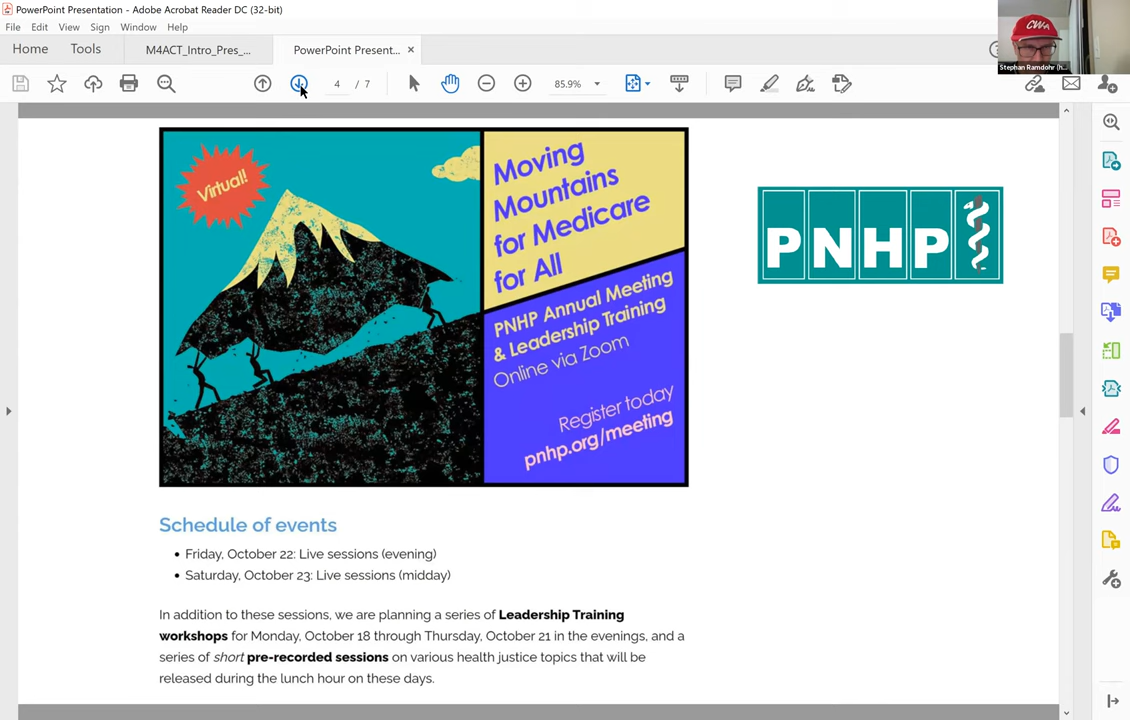 PowerPoint Presentation - Adobe Acrobat Reader DC (32-bit)
File Edit View Sign Window Help
Home Tools M4ACT_Intro_Pres_... PowerPoint Present... ×
4 / 7 85.9%
CWA
Stephan Ramdohr (h...
Virtual!
Moving
Mountains
for Medicare
for All
PNHP Annual Meeting
& Leadership Training
Online via Zoom
Register today
pnhp.org/meeting
PNHP
Schedule of events
• Friday, October 22: Live sessions (evening)
• Saturday, October 23: Live sessions (midday)
In addition to these sessions, we are planning a series of Leadership Training
workshops for Monday, October 18 through Thursday, October 21 in the evenings, and a
series of short pre-recorded sessions on various health justice topics that will be
released during the lunch hour on these days.